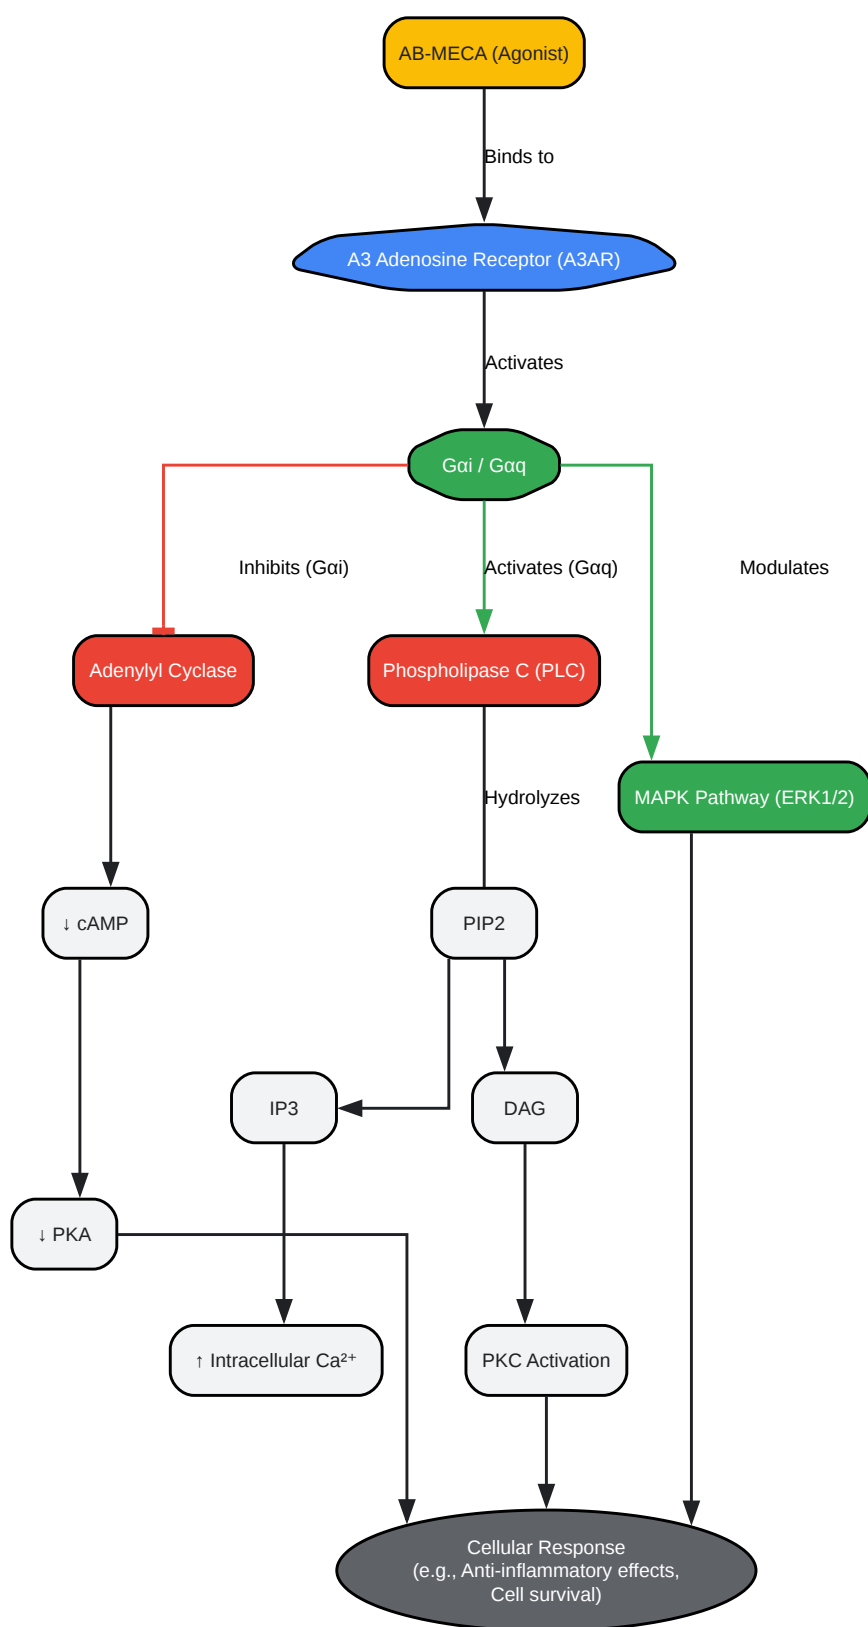 AB-MECA (Agonist)
Binds to
A3 Adenosine Receptor (A3AR)
Activates
Gαi / Gαq
Inhibits (Gαi)
Activates (Gαq)
Modulates
Adenylyl Cyclase
Phospholipase C (PLC)
Hydrolyzes
MAPK Pathway (ERK1/2)
↓ cAMP
PIP2
IP3
DAG
↓ PKA
↑ Intracellular Ca²⁺
PKC Activation
Cellular Response
(e.g., Anti-inflammatory effects,
Cell survival)